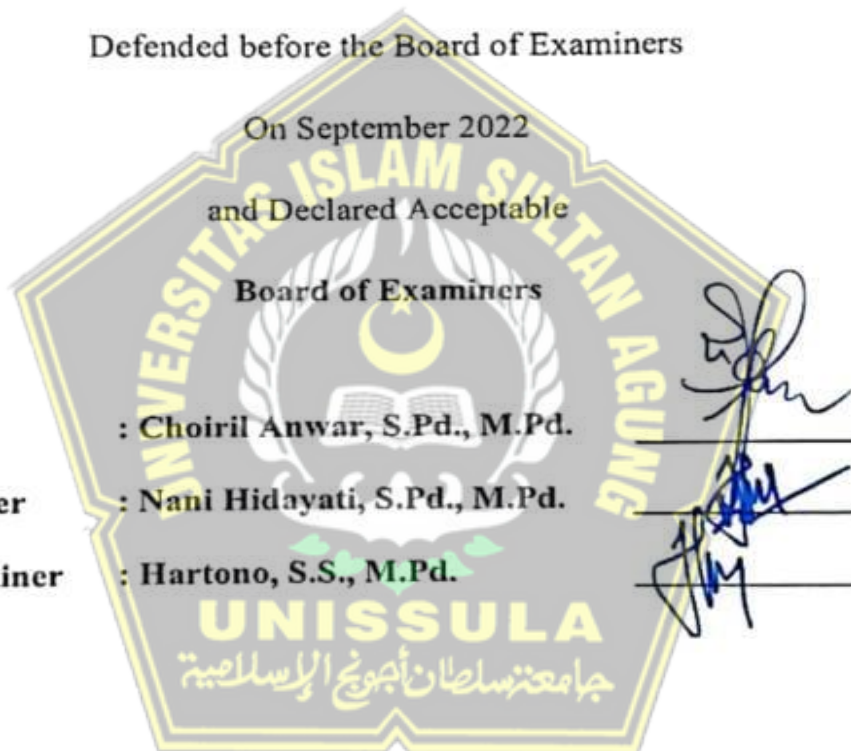 Defended before the Board of Examiners
On September 2022
and Declared Acceptable
Board of Examiners
UNIVERSITAS ISLAM SULTAN AGUNG
: Choiril Anwar, S.Pd., M.Pd.
er : Nani Hidayati, S.Pd., M.Pd.
iner : Hartono, S.S., M.Pd.
UNISSULA
جامعة سلطان أجونج الإسلامية